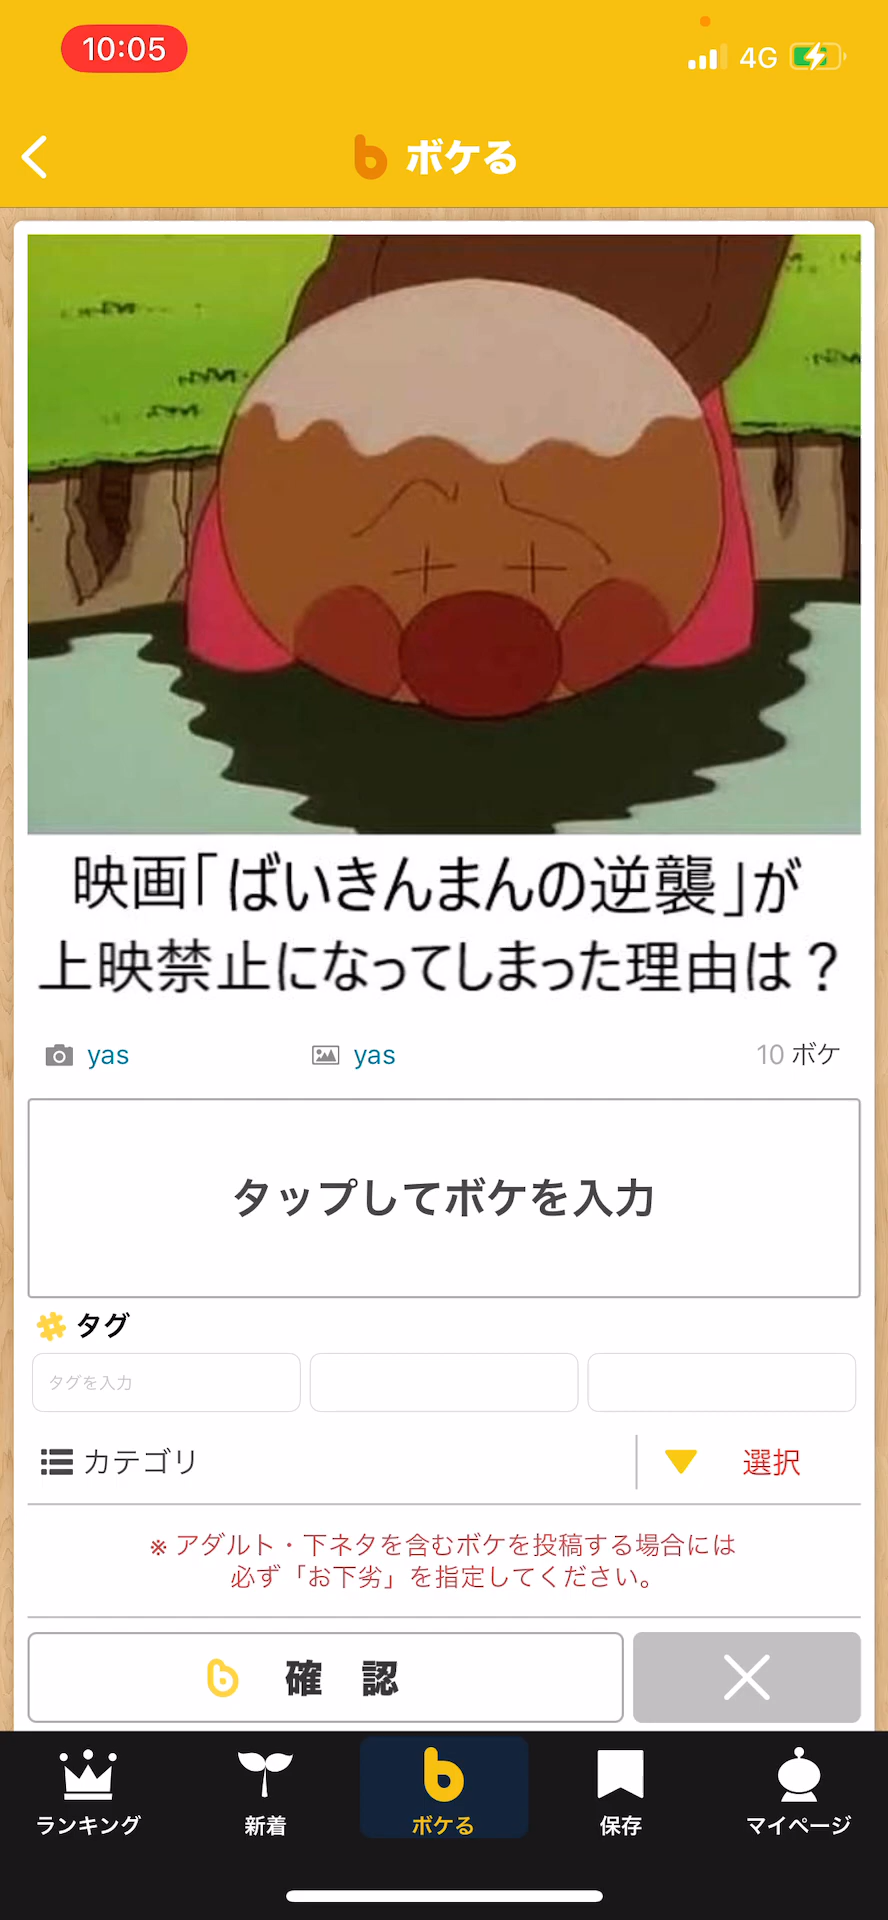 10:05
4G
ボケる
映画「ばいきんまんの逆襲」が
上映禁止になってしまった理由は？
yas
yas
10 ボケ
タップしてボケを入力
タグ
タグを入力
カテゴリ
選択
※ アダルト・下ネタを含むボケを投稿する場合には
必ず「お下劣」を指定してください。
確 認
ランキング
新着
ボケる
保存
マイページ